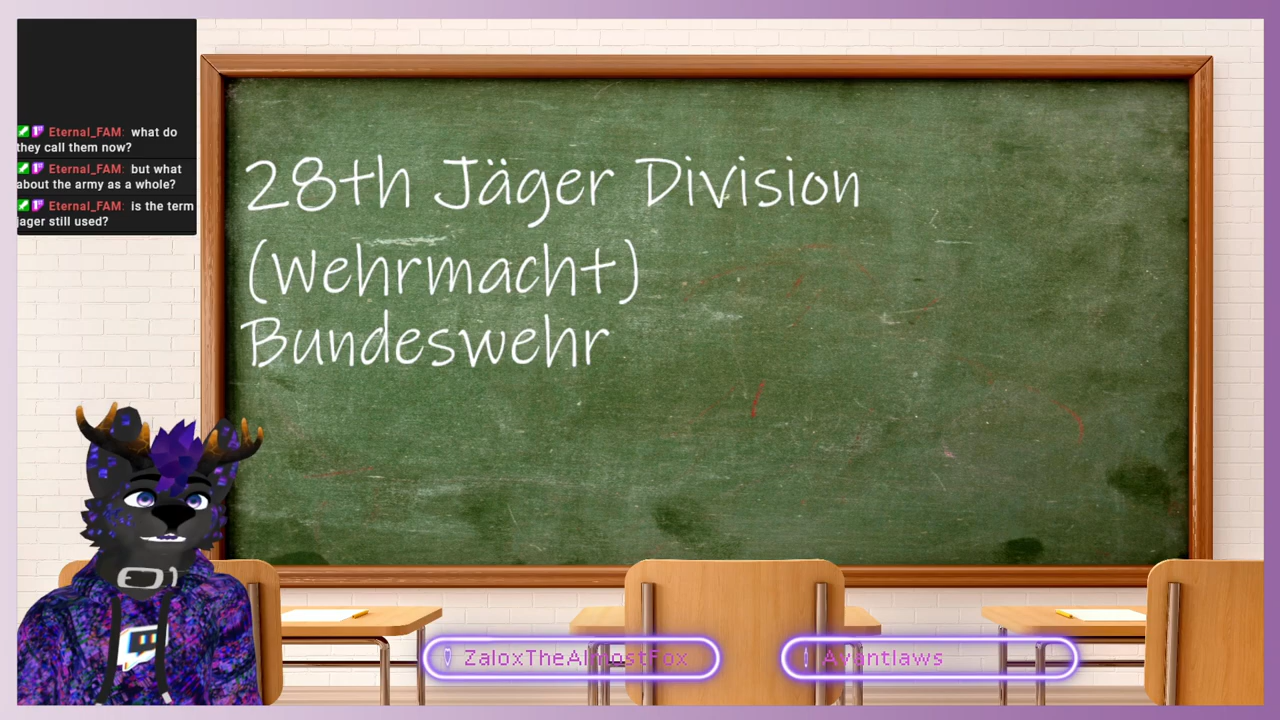 Eternal_FAM: what do
they call them now?
Eternal_FAM: but what
about the army as a whole?
Eternal_FAM: is the term
jager still used?
28th Jäger Division
(Wehrmacht)
Bundeswehr
ZaloxTheAlmostFox
Avantlaws